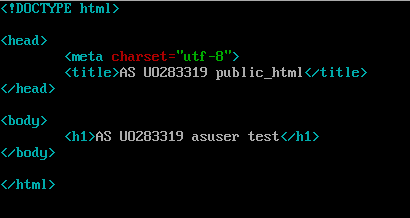 <!DOCTYPE html>
<head>
<meta charset="utf-8">
<title>AS UO283319 public_html</title>
</head>
<body>
<h1>AS UO283319 asuser test</h1>
</body>
</html>